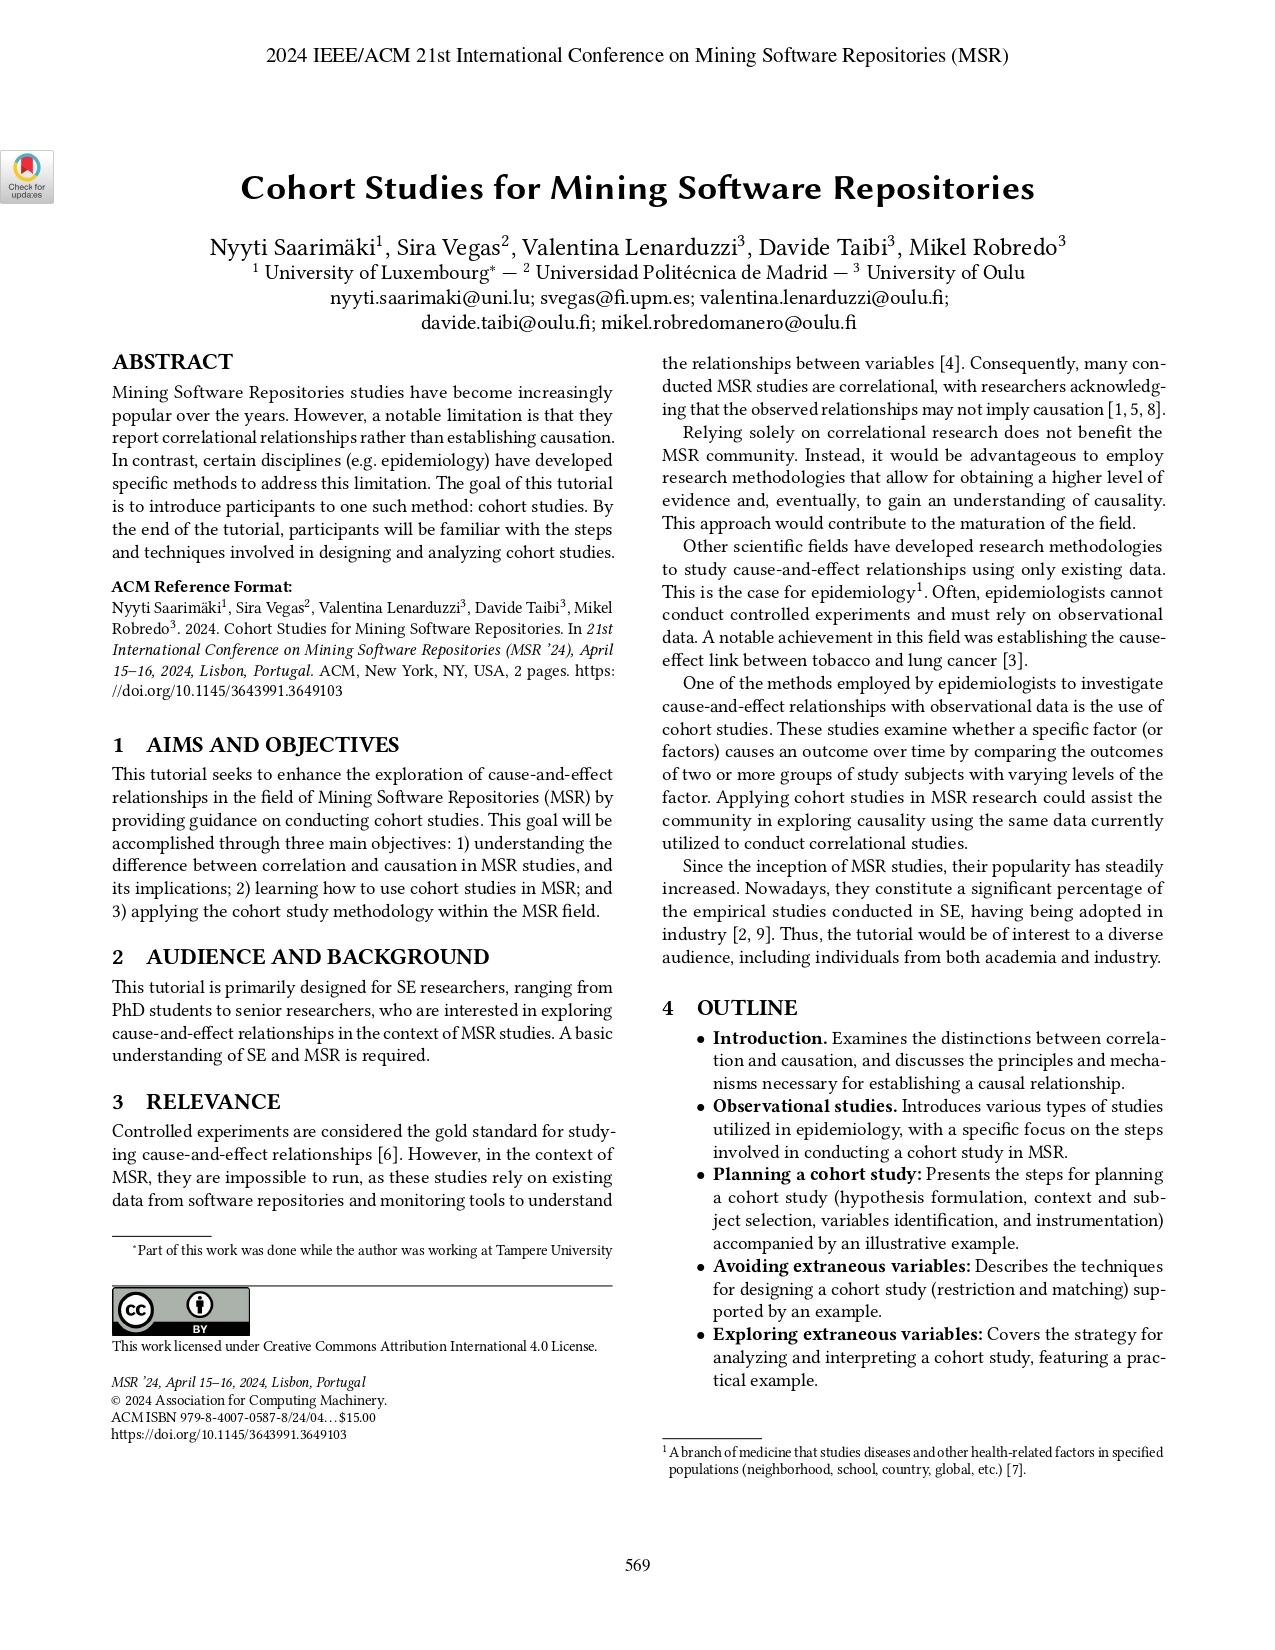 2024 IEEE/ACM 21st International Conference on Mining Software Repositories (MSR)
Check for
updates
Cohort Studies for Mining Software Repositories
Nyyti Saarimäki1, Sira Vegas2, Valentina Lenarduzzi3, Davide Taibi3, Mikel Robredo3
1 University of Luxembourg* — 2 Universidad Politécnica de Madrid — 3 University of Oulu
nyyti.saarimaki@uni.lu; svegas@fi.upm.es; valentina.lenarduzzi@oulu.fi;
davide.taibi@oulu.fi; mikel.robredomanero@oulu.fi
ABSTRACT
Mining Software Repositories studies have become increasingly
popular over the years. However, a notable limitation is that they
report correlational relationships rather than establishing causation.
In contrast, certain disciplines (e.g. epidemiology) have developed
specific methods to address this limitation. The goal of this tutorial
is to introduce participants to one such method: cohort studies. By
the end of the tutorial, participants will be familiar with the steps
and techniques involved in designing and analyzing cohort studies.
ACM Reference Format:
Nyyti Saarimäki1, Sira Vegas2, Valentina Lenarduzzi3, Davide Taibi3, Mikel
Robredo3. 2024. Cohort Studies for Mining Software Repositories. In 21st
International Conference on Mining Software Repositories (MSR ’24), April
15–16, 2024, Lisbon, Portugal. ACM, New York, NY, USA, 2 pages. https:
//doi.org/10.1145/3643991.3649103
1 AIMS AND OBJECTIVES
This tutorial seeks to enhance the exploration of cause-and-effect
relationships in the field of Mining Software Repositories (MSR) by
providing guidance on conducting cohort studies. This goal will be
accomplished through three main objectives: 1) understanding the
difference between correlation and causation in MSR studies, and
its implications; 2) learning how to use cohort studies in MSR; and
3) applying the cohort study methodology within the MSR field.
2 AUDIENCE AND BACKGROUND
This tutorial is primarily designed for SE researchers, ranging from
PhD students to senior researchers, who are interested in exploring
cause-and-effect relationships in the context of MSR studies. A basic
understanding of SE and MSR is required.
3 RELEVANCE
Controlled experiments are considered the gold standard for study-
ing cause-and-effect relationships [6]. However, in the context of
MSR, they are impossible to run, as these studies rely on existing
data from software repositories and monitoring tools to understand
*Part of this work was done while the author was working at Tampere University
cc
BY
This work licensed under Creative Commons Attribution International 4.0 License.
MSR ’24, April 15–16, 2024, Lisbon, Portugal
© 2024 Association for Computing Machinery.
ACM ISBN 979-8-4007-0587-8/24/04...$15.00
https://doi.org/10.1145/3643991.3649103
the relationships between variables [4]. Consequently, many con-
ducted MSR studies are correlational, with researchers acknowledg-
ing that the observed relationships may not imply causation [1, 5, 8].
Relying solely on correlational research does not benefit the
MSR community. Instead, it would be advantageous to employ
research methodologies that allow for obtaining a higher level of
evidence and, eventually, to gain an understanding of causality.
This approach would contribute to the maturation of the field.
Other scientific fields have developed research methodologies
to study cause-and-effect relationships using only existing data.
This is the case for epidemiology1. Often, epidemiologists cannot
conduct controlled experiments and must rely on observational
data. A notable achievement in this field was establishing the cause-
effect link between tobacco and lung cancer [3].
One of the methods employed by epidemiologists to investigate
cause-and-effect relationships with observational data is the use of
cohort studies. These studies examine whether a specific factor (or
factors) causes an outcome over time by comparing the outcomes
of two or more groups of study subjects with varying levels of the
factor. Applying cohort studies in MSR research could assist the
community in exploring causality using the same data currently
utilized to conduct correlational studies.
Since the inception of MSR studies, their popularity has steadily
increased. Nowadays, they constitute a significant percentage of
the empirical studies conducted in SE, having being adopted in
industry [2, 9]. Thus, the tutorial would be of interest to a diverse
audience, including individuals from both academia and industry.
4 OUTLINE
• Introduction. Examines the distinctions between correla-
tion and causation, and discusses the principles and mecha-
nisms necessary for establishing a causal relationship.
• Observational studies. Introduces various types of studies
utilized in epidemiology, with a specific focus on the steps
involved in conducting a cohort study in MSR.
• Planning a cohort study: Presents the steps for planning
a cohort study (hypothesis formulation, context and sub-
ject selection, variables identification, and instrumentation)
accompanied by an illustrative example.
• Avoiding extraneous variables: Describes the techniques
for designing a cohort study (restriction and matching) sup-
ported by an example.
• Exploring extraneous variables: Covers the strategy for
analyzing and interpreting a cohort study, featuring a prac-
tical example.
1 A branch of medicine that studies diseases and other health-related factors in specified
populations (neighborhood, school, country, global, etc.) [7].
569